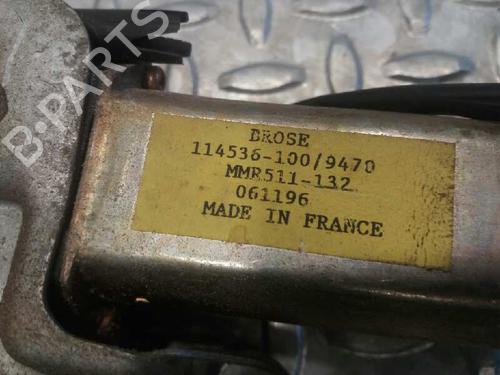 B-PARTS
BROSE
114536-100/9470
MMR511-132
061196
MADE IN FRANCE